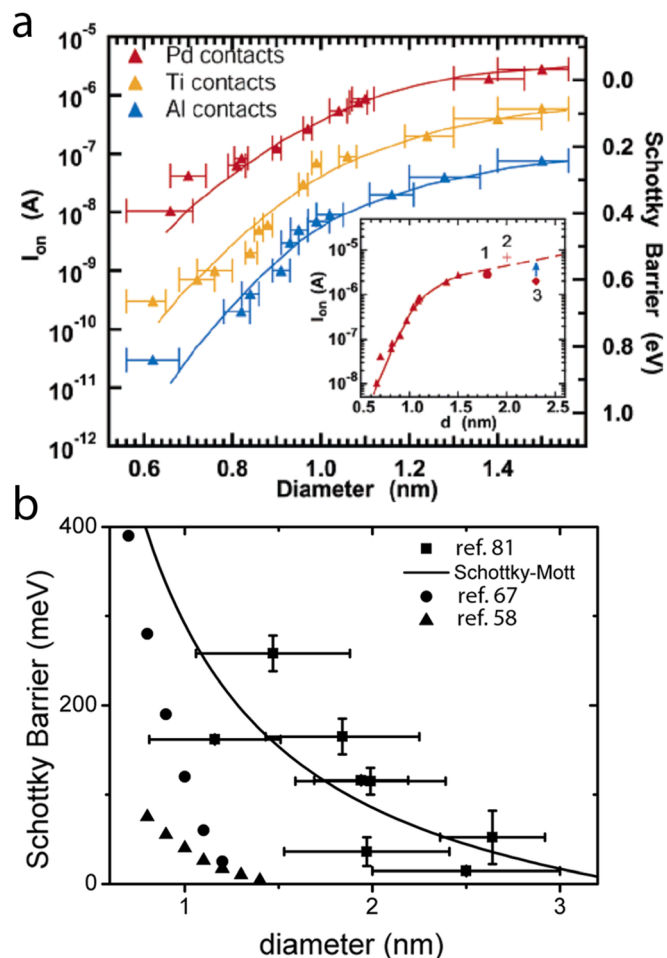 a
10-5
10-6
10-7
10-8
10-9
10-10
10-11
10-12
Ion (A)
Pd contacts
Ti contacts
Al contacts
0.0
0.2
0.4
0.6
0.8
1.0
Schottky Barrier (eV)
10-5
10-6
10-7
10-8
Ion (A)
1
2
3
0.5 1.0 1.5 2.0 2.5
d (nm)
0.6 0.8 1.0 1.2 1.4
Diameter (nm)
b
400
200
0
Schottky Barrier (meV)
ref. 81
Schottky-Mott
ref. 67
ref. 58
1 2 3
diameter (nm)